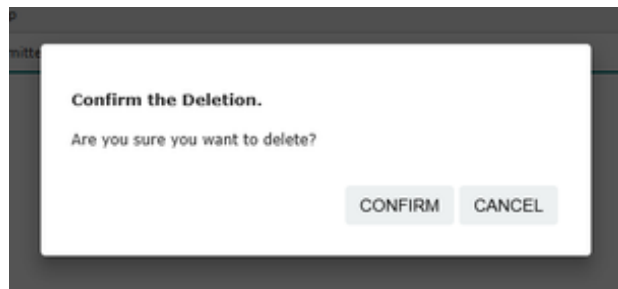 Confirm the Deletion.
Are you sure you want to delete?
CONFIRM CANCEL